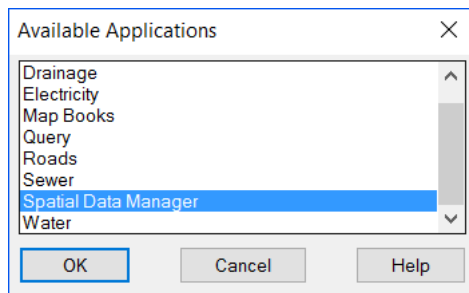 Available Applications
Drainage
Electricity
Map Books
Query
Roads
Sewer
Spatial Data Manager
Water
OK Cancel Help